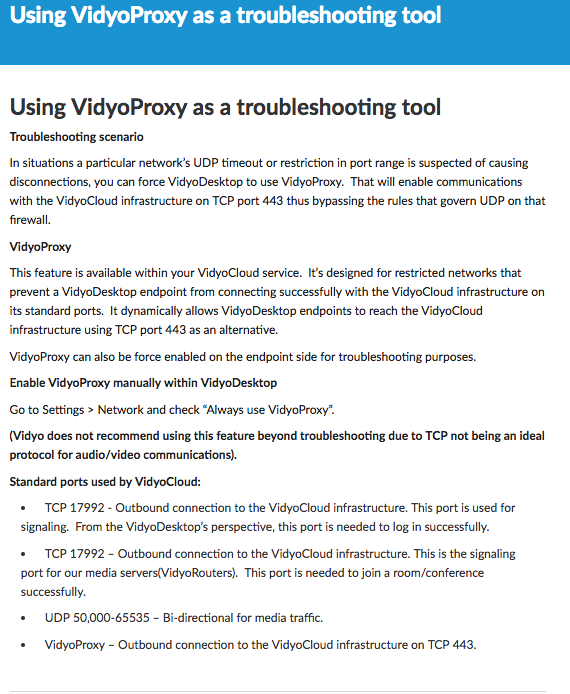 Using VidyoProxy as a troubleshooting tool
Using VidyoProxy as a troubleshooting tool
Troubleshooting scenario
In situations a particular network's UDP timeout or restriction in port range is suspected of causing
disconnections, you can force VidyoDesktop to use VidyoProxy.  That will enable communications
with the VidyoCloud infrastructure on TCP port 443 thus bypassing the rules that govern UDP on that
firewall.
VidyoProxy
This feature is available within your VidyoCloud service.  It's designed for restricted networks that
prevent a VidyoDesktop endpoint from connecting successfully with the VidyoCloud infrastructure on
its standard ports.  It dynamically allows VidyoDesktop endpoints to reach the VidyoCloud
infrastructure using TCP port 443 as an alternative.
VidyoProxy can also be force enabled on the endpoint side for troubleshooting purposes.
Enable VidyoProxy manually within VidyoDesktop
Go to Settings > Network and check “Always use VidyoProxy”.
(Vidyo does not recommend using this feature beyond troubleshooting due to TCP not being an ideal
protocol for audio/video communications).
Standard ports used by VidyoCloud:
• TCP 17992 - Outbound connection to the VidyoCloud infrastructure. This port is used for
signaling.  From the VidyoDesktop's perspective, this port is needed to log in successfully.
• TCP 17992 – Outbound connection to the VidyoCloud infrastructure. This is the signaling
port for our media servers(VidyoRouters).  This port is needed to join a room/conference
successfully.
• UDP 50,000-65535 – Bi-directional for media traffic.
• VidyoProxy – Outbound connection to the VidyoCloud infrastructure on TCP 443.